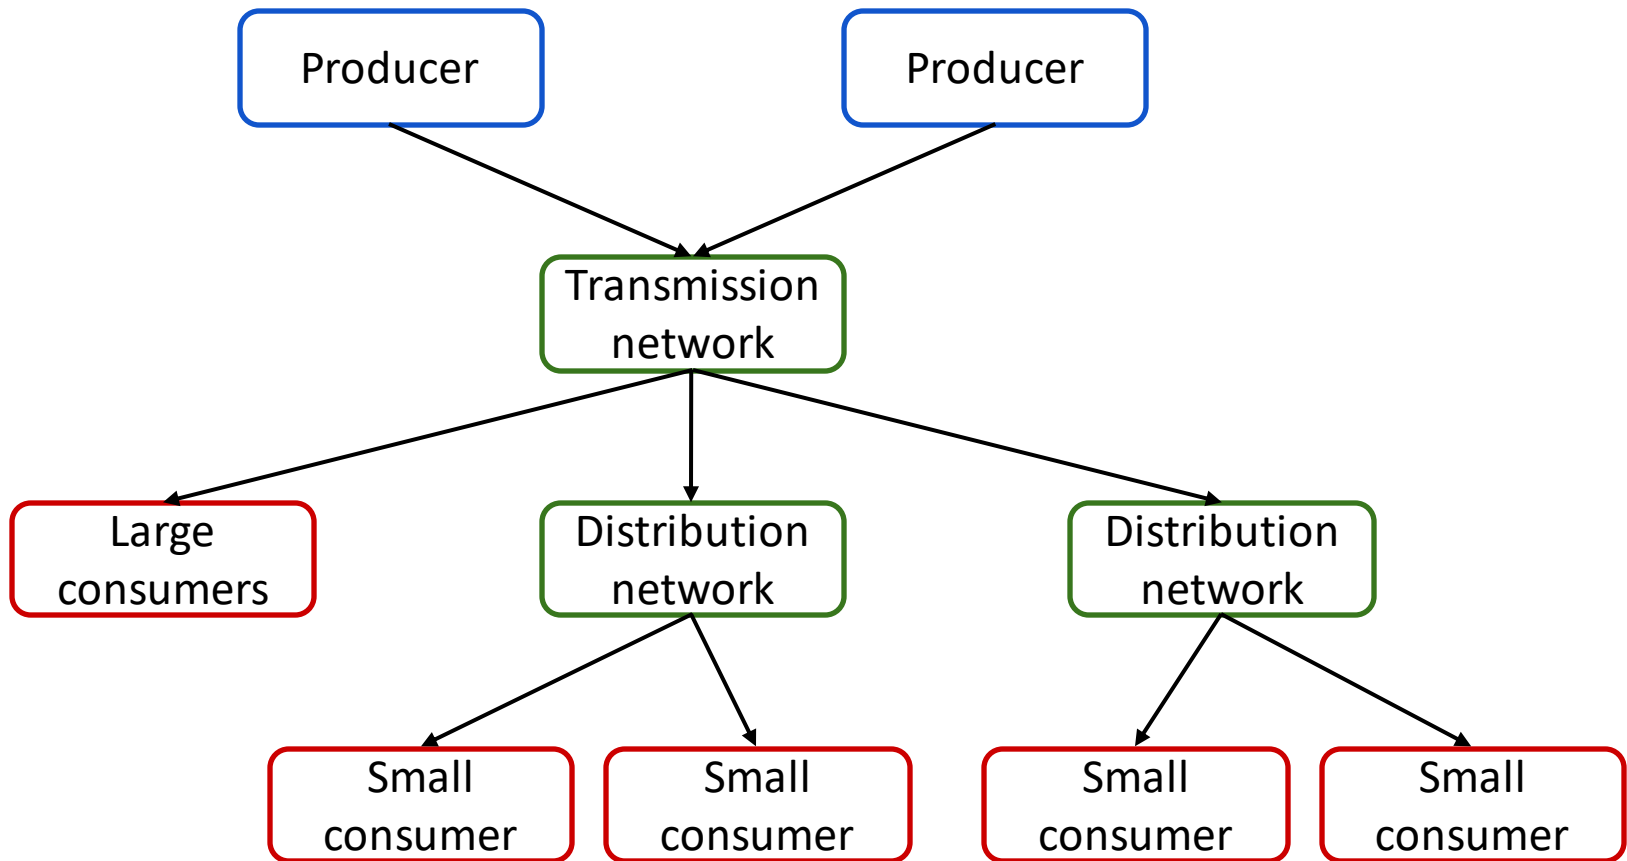 Producer
Producer
Transmission
network
Large
consumers
Distribution
network
Distribution
network
Small
consumer
Small
consumer
Small
consumer
Small
consumer